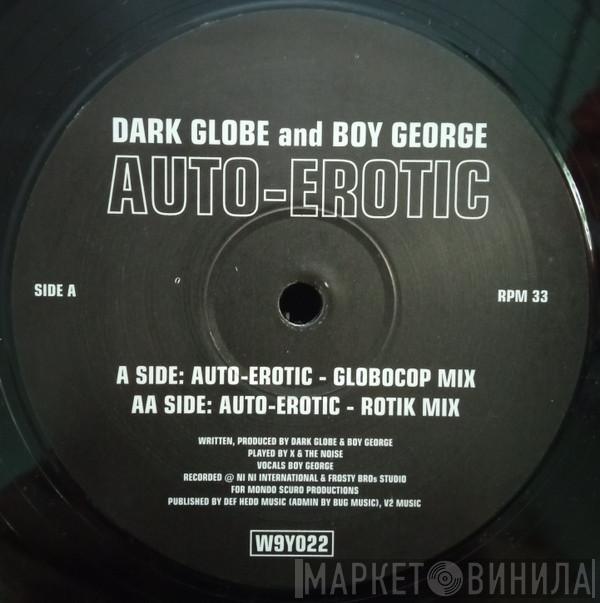 DARK GLOBE and BOY GEORGE
AUTO-EROTIC
SIDE A
RPM 33
A SIDE: AUTO-EROTIC - GLOBOCOP MIX
AA SIDE: AUTO-EROTIC - ROTIK MIX
WRITTEN, PRODUCED BY DARK GLOBE & BOY GEORGE
PLAYED BY X & THE NOISE
VOCALS BOY GEORGE
RECORDED @ NI NI INTERNATIONAL & FROSTY BROs STUDIO
FOR MONDO SCURO PRODUCTIONS
PUBLISHED BY DEF HEDD MUSIC (ADMIN BY BUG MUSIC), V2 MUSIC
W9Y022
МАРКЕТ ВИНИЛА